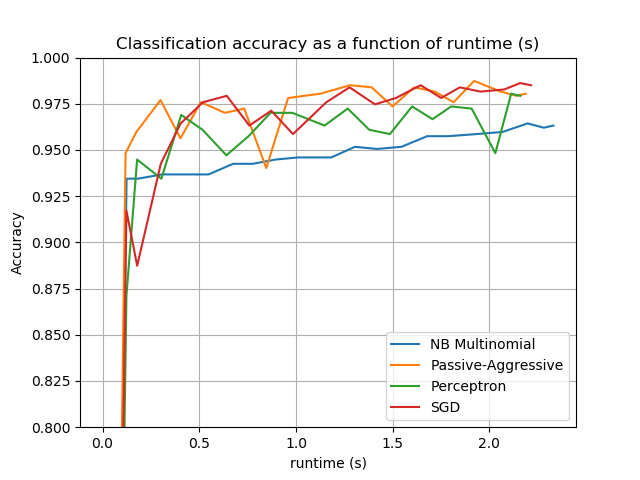 Classification accuracy as a function of runtime (s)
1.000
0.975
0.950
0.925
0.900
0.875
0.850
0.825
0.800
Accuracy
NB Multinomial
Passive-Aggressive
Perceptron
SGD
0.0 0.5 1.0 1.5 2.0
runtime (s)